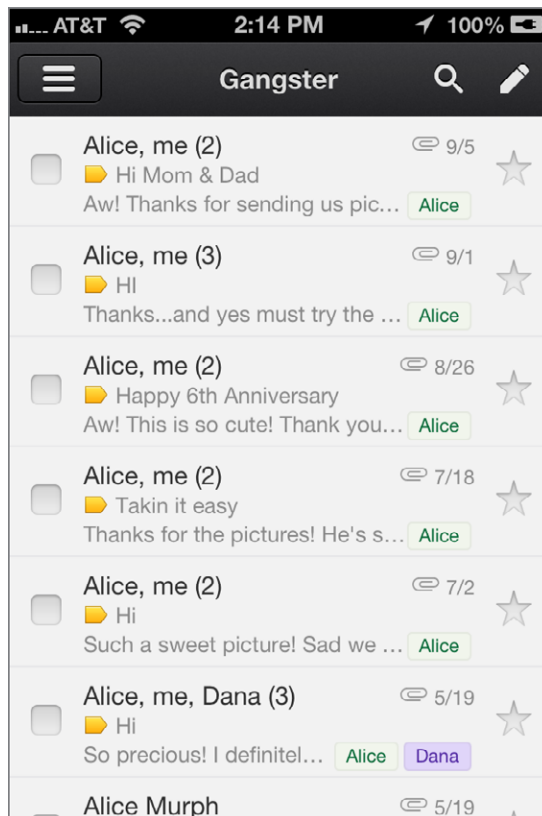 AT&T 2:14 PM 100%
Gangster
Alice, me (2) 9/5
Hi Mom & Dad
Aw! Thanks for sending us pic... Alice
Alice, me (3) 9/1
HI
Thanks...and yes must try the ... Alice
Alice, me (2) 8/26
Happy 6th Anniversary
Aw! This is so cute! Thank you... Alice
Alice, me (2) 7/18
Takin it easy
Thanks for the pictures! He's s... Alice
Alice, me (2) 7/2
Hi
Such a sweet picture! Sad we ... Alice
Alice, me, Dana (3) 5/19
Hi
So precious! I definitel... Alice Dana
Alice Murph 5/19